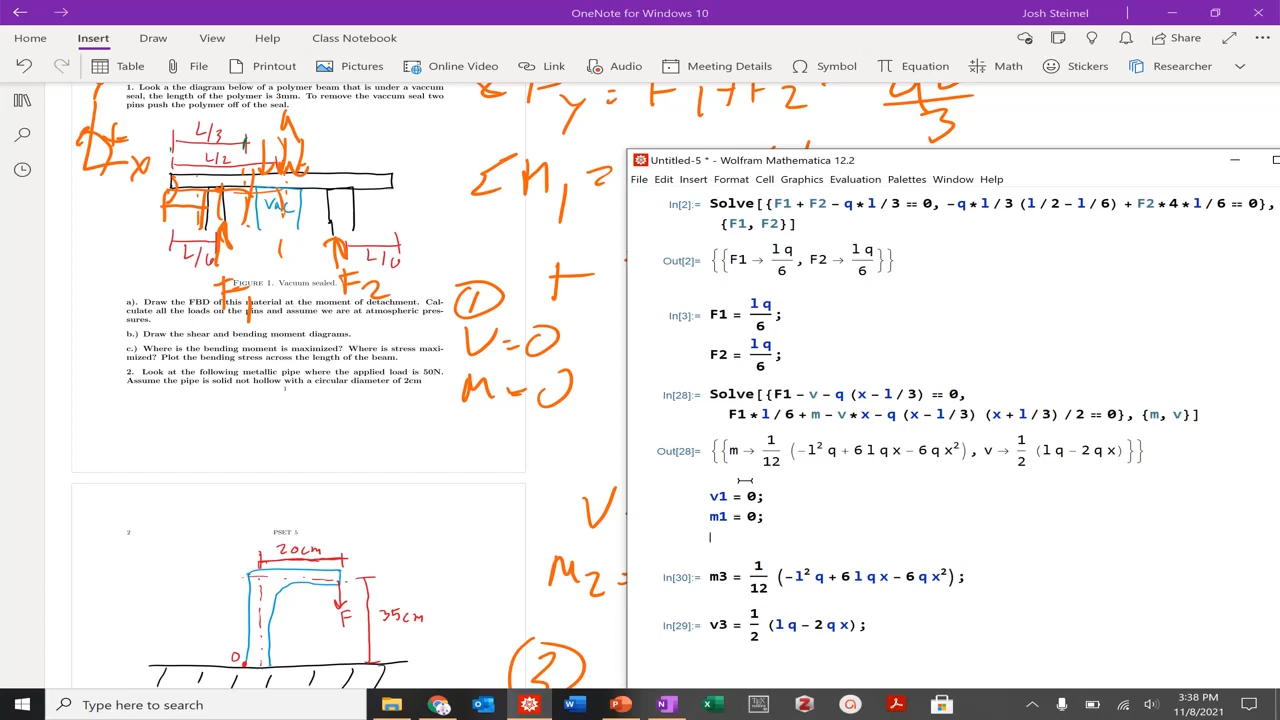 OneNote for Windows 10
Josh Steimel
Home Insert Draw View Help Class Notebook
Share
Table File Printout Pictures Online Video Link Audio Meeting Details Symbol Equation Math Stickers Researcher
1. Look a the diagram below of a polymer beam that is under a vaccum
seal, the length of the polymer is 3mm. To remove the vaccum seal two
pins push the polymer off of the seal.
L/3
L/2
x
Vac
L/6
F1
F2
FIGURE 1. Vacuum sealed.
a). Draw the FBD of this material at the moment of detachment. Cal-
culate all the loads on the pins and assume we are at atmospheric pres-
sures.
b.) Draw the shear and bending moment diagrams.
c.) Where is the bending moment is maximized? Where is stress maxi-
mized? Plot the bending stress across the length of the beam.
2. Look at the following metallic pipe where the applied load is 50N.
Assume the pipe is solid not hollow with a circular diameter of 2cm
1
Fy = F1 + F2
3
ΣM1 =
+
①
V=0
M=0
V
M2=
2 PSET 5
20cm
F
35cm
O
Untitled-5 * - Wolfram Mathematica 12.2
File Edit Insert Format Cell Graphics Evaluation Palettes Window Help
In[2]:= Solve[{F1 + F2 - q * l / 3 == 0, -q * l / 3 (l / 2 - l / 6) + F2 * 4 * l / 6 == 0},
{F1, F2}]
Out[2]= {{F1 → l q / 6, F2 → l q / 6}}
In[3]:= F1 = l q / 6;
F2 = l q / 6;
In[28]:= Solve[{F1 - v - q (x - l / 3) == 0,
F1 * l / 6 + m - v * x - q (x - l / 3) (x + l / 3) / 2 == 0}, {m, v}]
Out[28]= {{m → 1/12 (-l² q + 6 l q x - 6 q x²), v → 1/2 (l q - 2 q x)}}
v1 = 0;
m1 = 0;
In[30]:= m3 = 1/12 (-l² q + 6 l q x - 6 q x²);
In[29]:= v3 = 1/2 (l q - 2 q x);
Type here to search
3:38 PM
11/8/2021